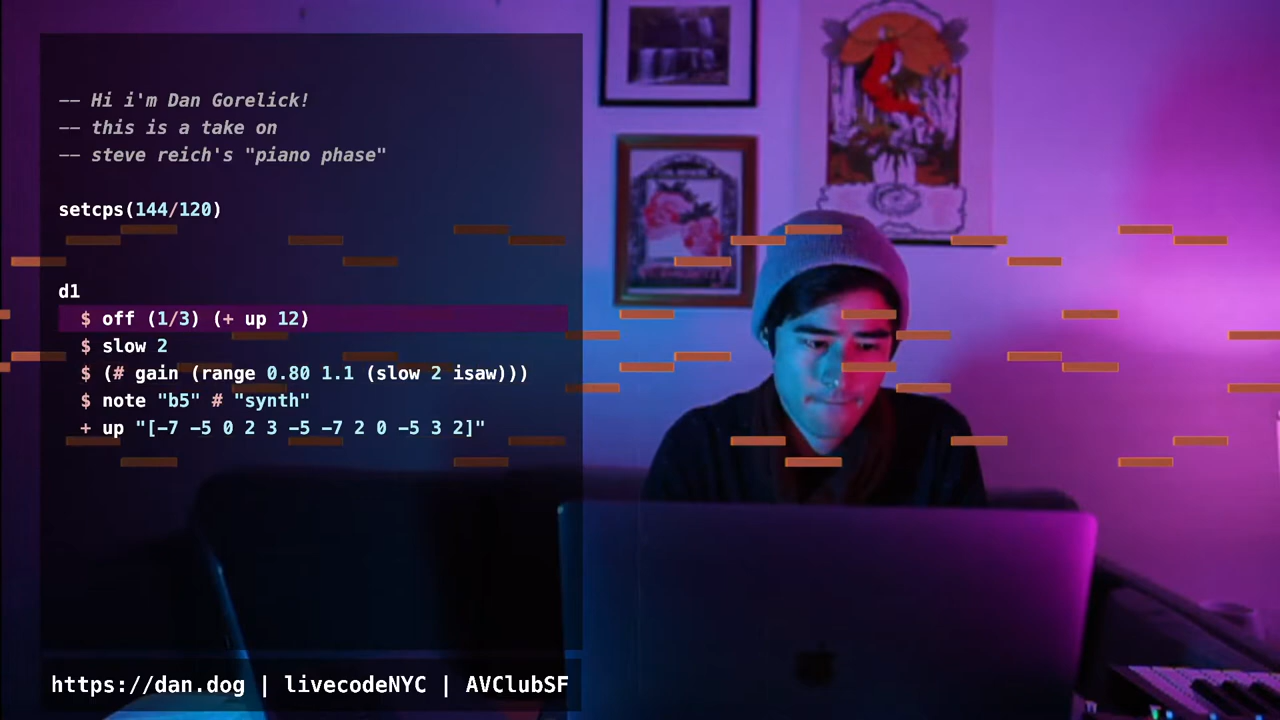 -- Hi i'm Dan Gorelick!
-- this is a take on
-- steve reich's "piano phase"
setcps(144/120)
d1
$ off (1/3) (+ up 12)
$ slow 2
$ (# gain (range 0.80 1.1 (slow 2 isaw)))
$ note "b5" # "synth"
+ up "[-7 -5 0 2 3 -5 -7 2 0 -5 3 2]"
https://dan.dog | livecodeNYC | AVClubSF